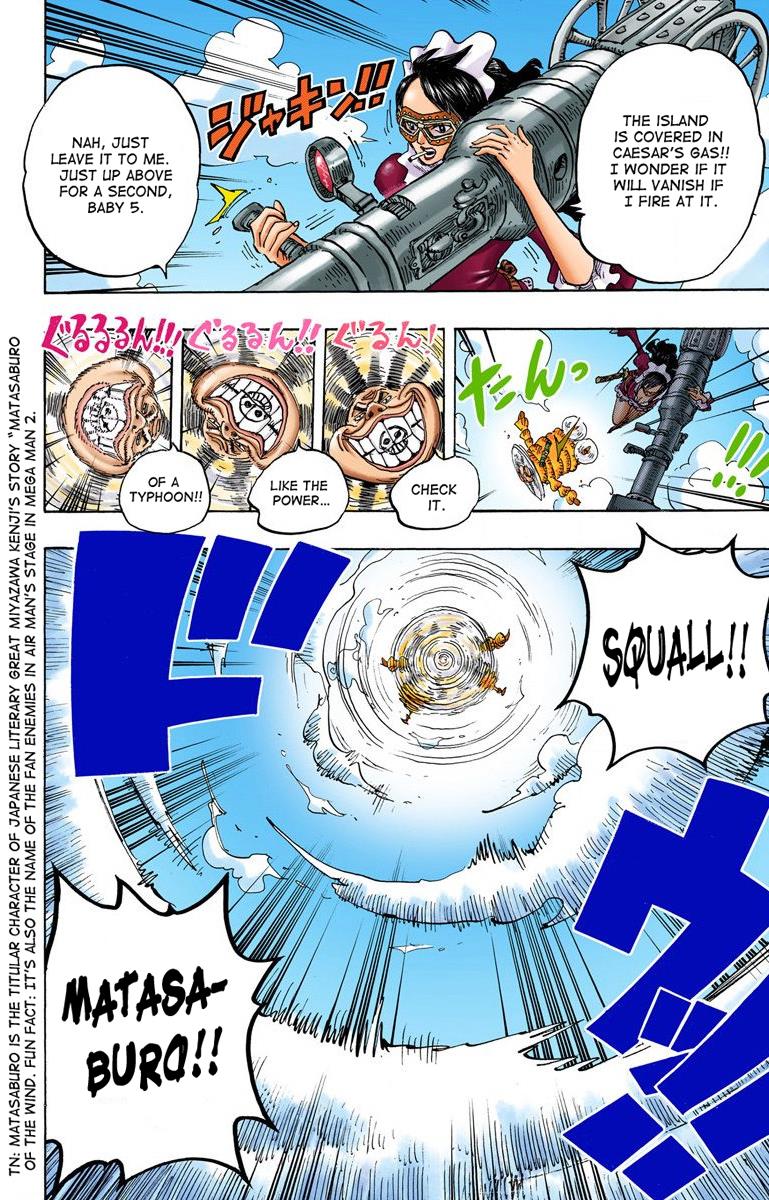 THE ISLAND
IS COVERED IN
CAESAR'S GAS!!
I WONDER IF IT
WILL VANISH IF
I FIRE AT IT.
ジャキン!!
NAH, JUST
LEAVE IT TO ME.
JUST UP ABOVE
FOR A SECOND,
BABY 5.
たんっ
!!!
ぐるん!
CHECK
IT.
ぐるるん!!
LIKE THE
POWER...
ぐるるるん!!!
OF A
TYPHOON!!
SQUALL!!
ドウッ
MATASA-
BURO!!
TN: MATASABURO IS THE TITULAR CHARACTER OF JAPANESE LITERARY GREAT MIYAZAWA KENJI'S STORY "MATASABURO
OF THE WIND. FUN FACT: IT'S ALSO THE NAME OF THE FAN ENEMIES IN AIR MAN'S STAGE IN MEGA MAN 2.